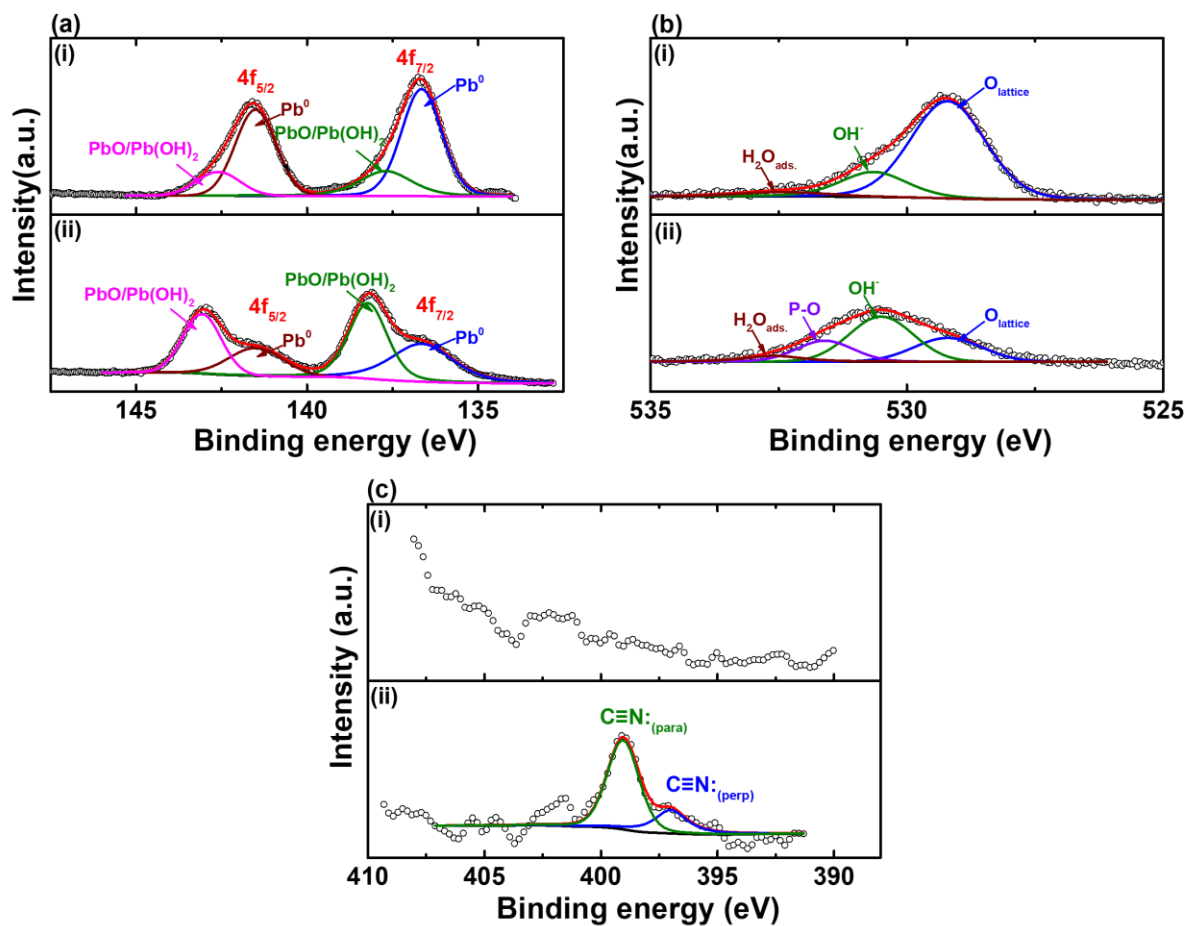 (a)
(i)
4f5/2
Pb0
PbO/Pb(OH)2
4f7/2
Pb0
PbO/Pb(OH)2
(ii)
PbO/Pb(OH)2
4f5/2
Pb0
PbO/Pb(OH)2
4f7/2
Pb0
Intensity(a.u.)
145 140 135
Binding energy (eV)
(b)
(i)
H2Oads.
OH-
Olattice
(ii)
H2Oads.
P-O
OH-
Olattice
Intensity(a.u.)
535 530 525
Binding energy (eV)
(c)
(i)
(ii)
C≡N:(para)
C≡N:(perp)
Intensity (a.u.)
410 405 400 395 390
Binding energy (eV)